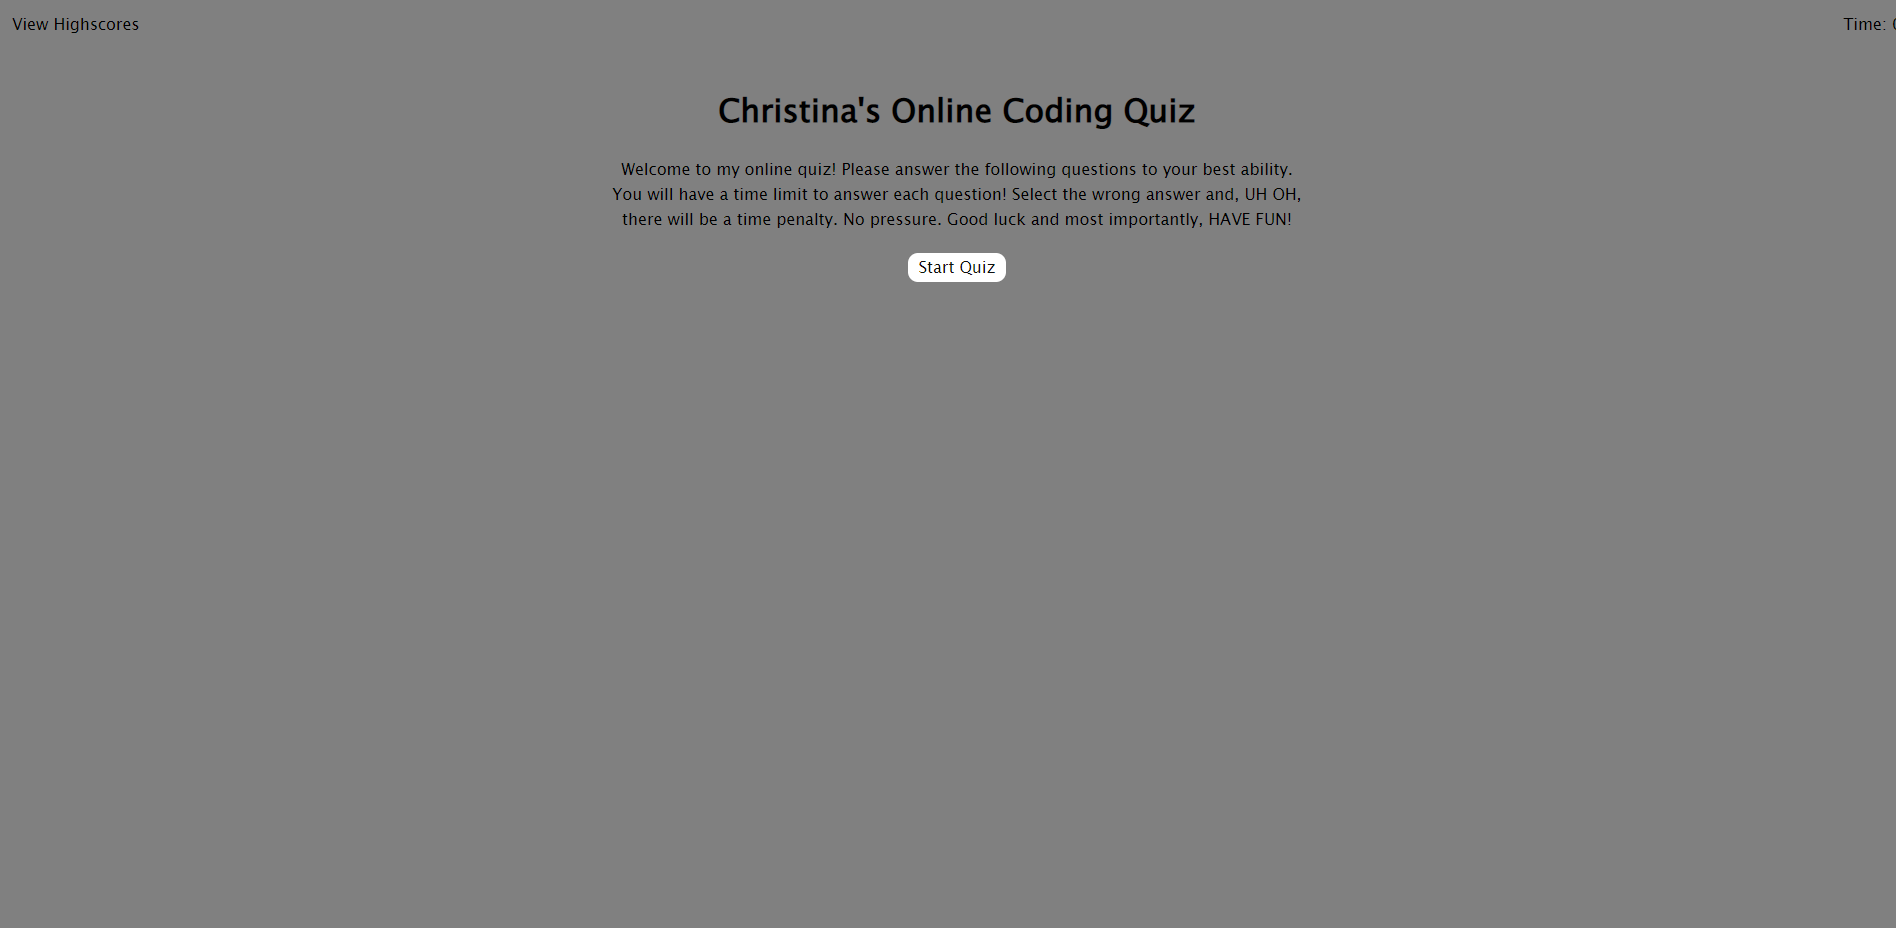 View Highscores
Time:
Christina's Online Coding Quiz
Welcome to my online quiz! Please answer the following questions to your best ability.
You will have a time limit to answer each question! Select the wrong answer and, UH OH,
there will be a time penalty. No pressure. Good luck and most importantly, HAVE FUN!
Start Quiz